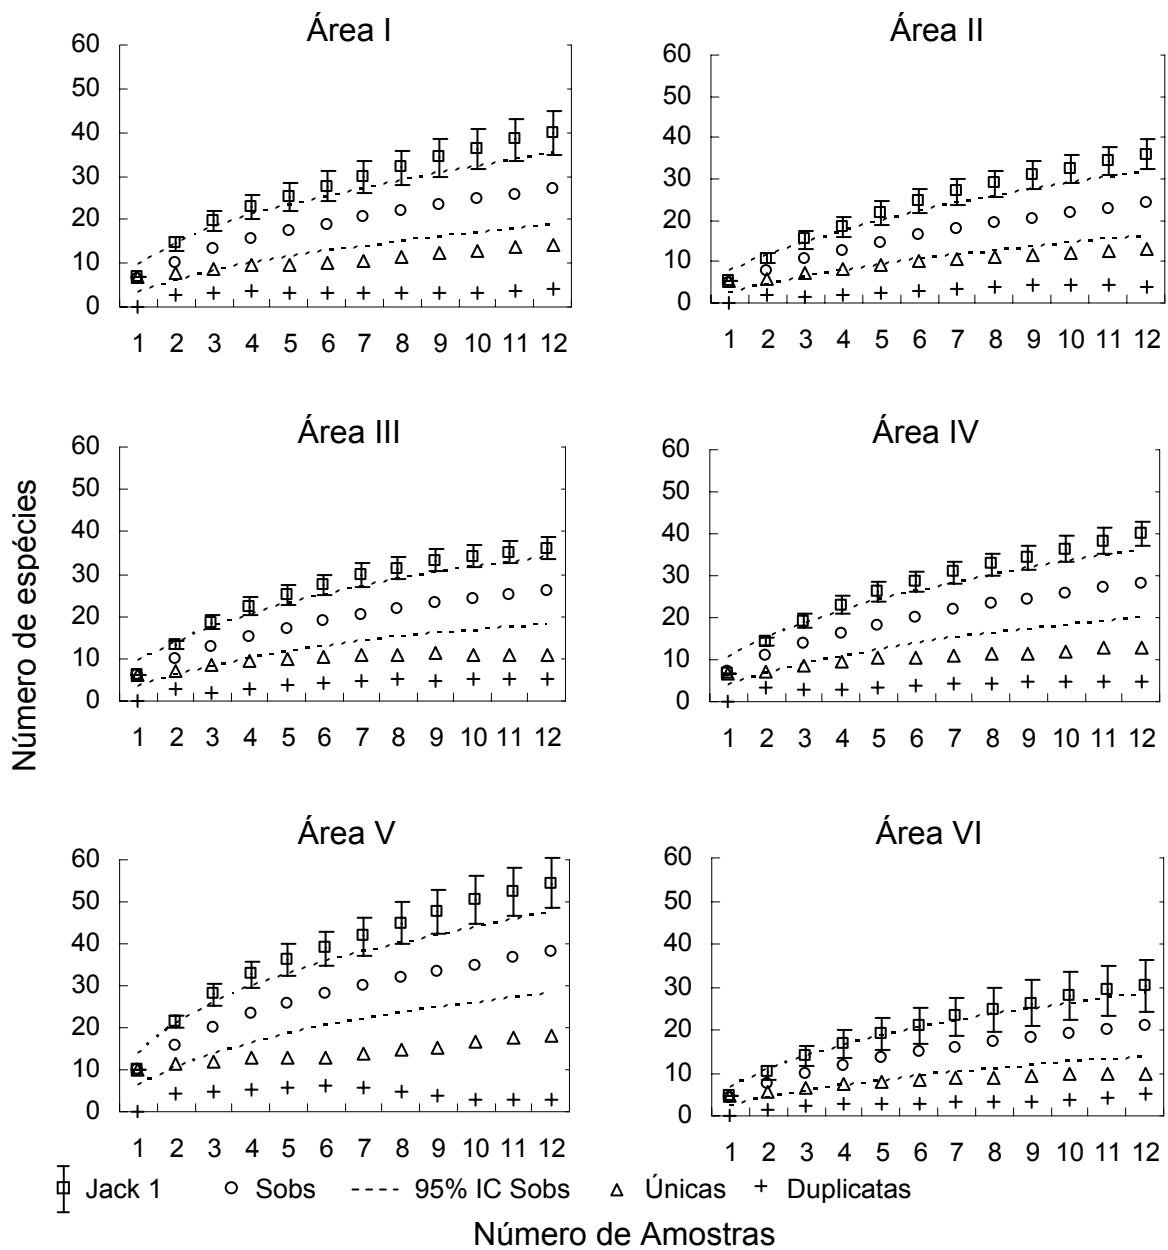 Área I
60
50
40
30
20
10
0
1 2 3 4 5 6 7 8 9 10 11 12
Área II
60
50
40
30
20
10
0
1 2 3 4 5 6 7 8 9 10 11 12
Número de espécies
Área III
60
50
40
30
20
10
0
1 2 3 4 5 6 7 8 9 10 11 12
Área IV
60
50
40
30
20
10
0
1 2 3 4 5 6 7 8 9 10 11 12
Área V
60
50
40
30
20
10
0
1 2 3 4 5 6 7 8 9 10 11 12
Área VI
60
50
40
30
20
10
0
1 2 3 4 5 6 7 8 9 10 11 12
Jack 1 Sobs 95% IC Sobs Únicas Duplicatas
Número de Amostras